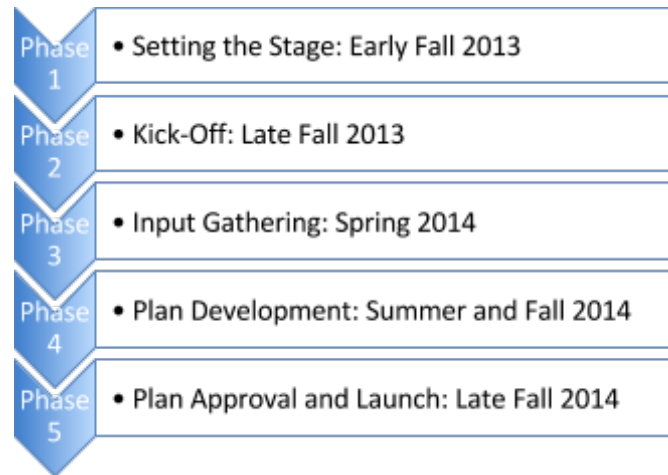 Phase
1
• Setting the Stage: Early Fall 2013
Phase
2
• Kick-Off: Late Fall 2013
Phase
3
• Input Gathering: Spring 2014
Phase
4
• Plan Development: Summer and Fall 2014
Phase
5
• Plan Approval and Launch: Late Fall 2014